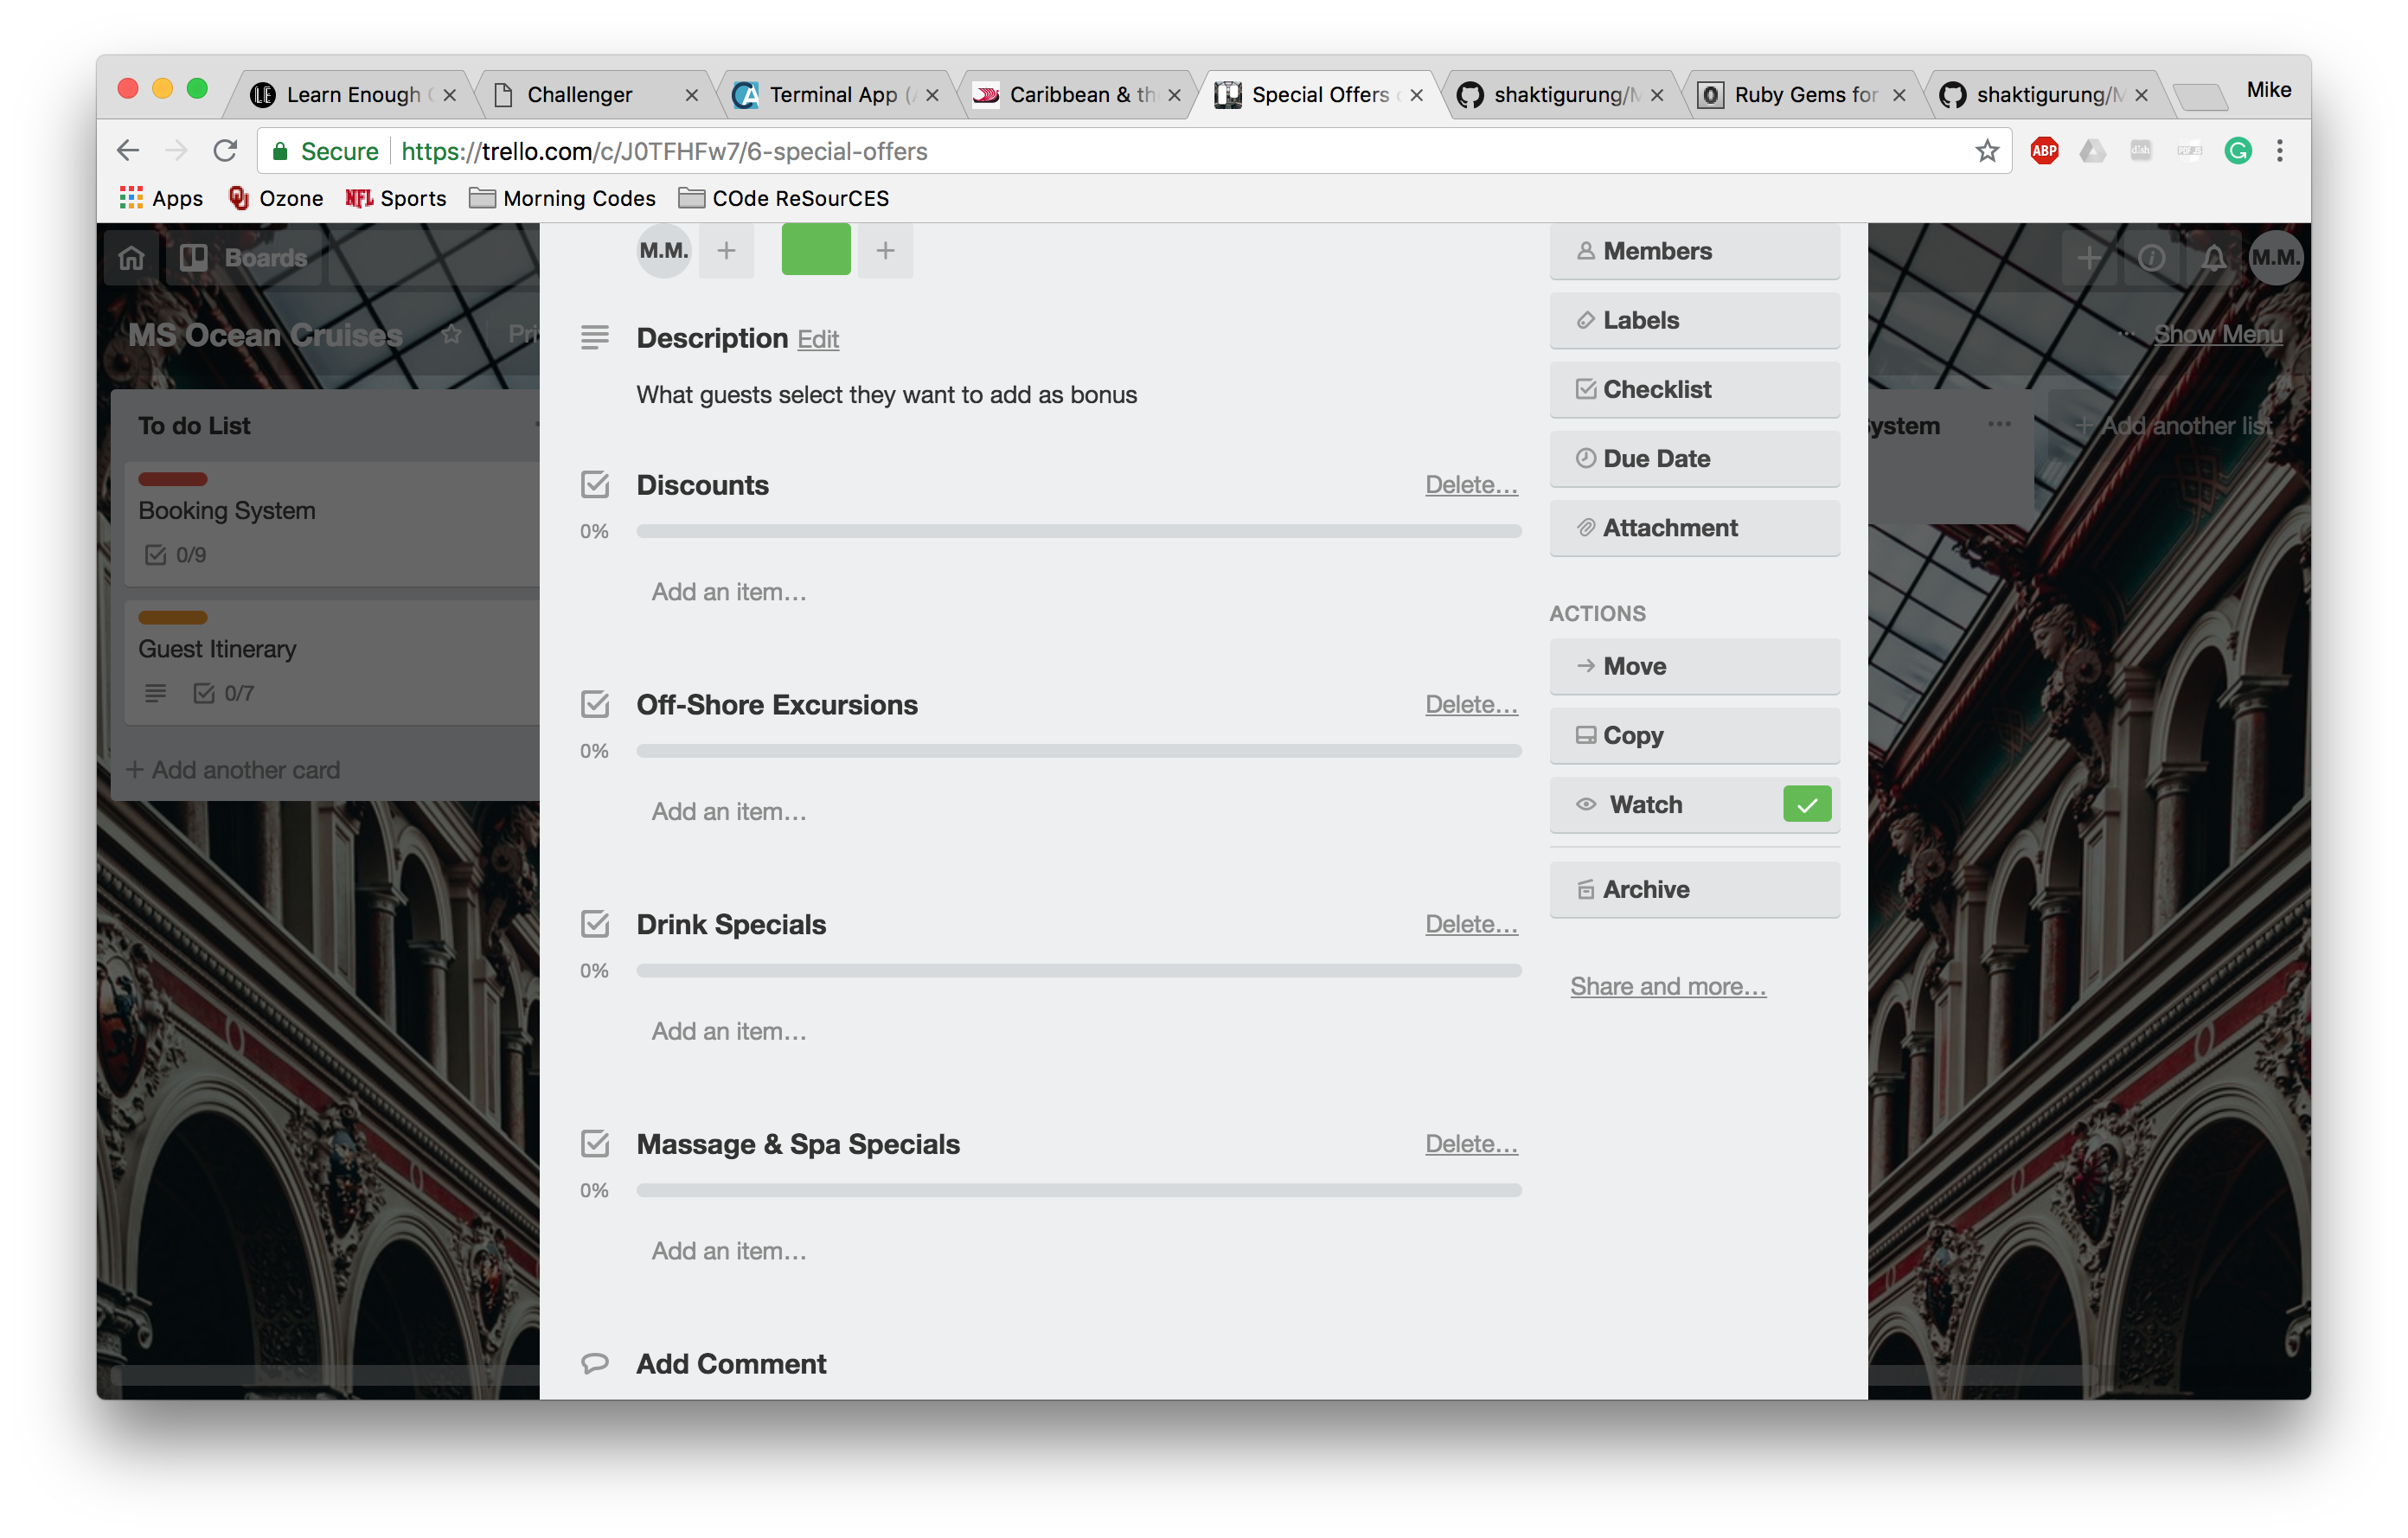 Learn Enough
Challenger
Terminal App
Caribbean & th
Special Offers
shaktigurung/M
Ruby Gems for
shaktigurung/M
Mike
Secure https://trello.com/c/J0TFHFw7/6-special-offers
ABP
Apps
Ozone
NFL Sports
Morning Codes
COde ReSourCES
Boards
M.M.
M.M.
MS Ocean Cruises
Pri
Show Menu
To do List
Booking System
0/9
Guest Itinerary
0/7
+ Add another card
Description Edit
What guests select they want to add as bonus
Discounts
Delete…
0%
Add an item…
Off-Shore Excursions
Delete…
0%
Add an item…
Drink Specials
Delete…
0%
Add an item…
Massage & Spa Specials
Delete…
0%
Add an item…
Add Comment
Members
Labels
Checklist
Due Date
Attachment
ACTIONS
Move
Copy
Watch
Archive
Share and more…
ystem
+ Add another list